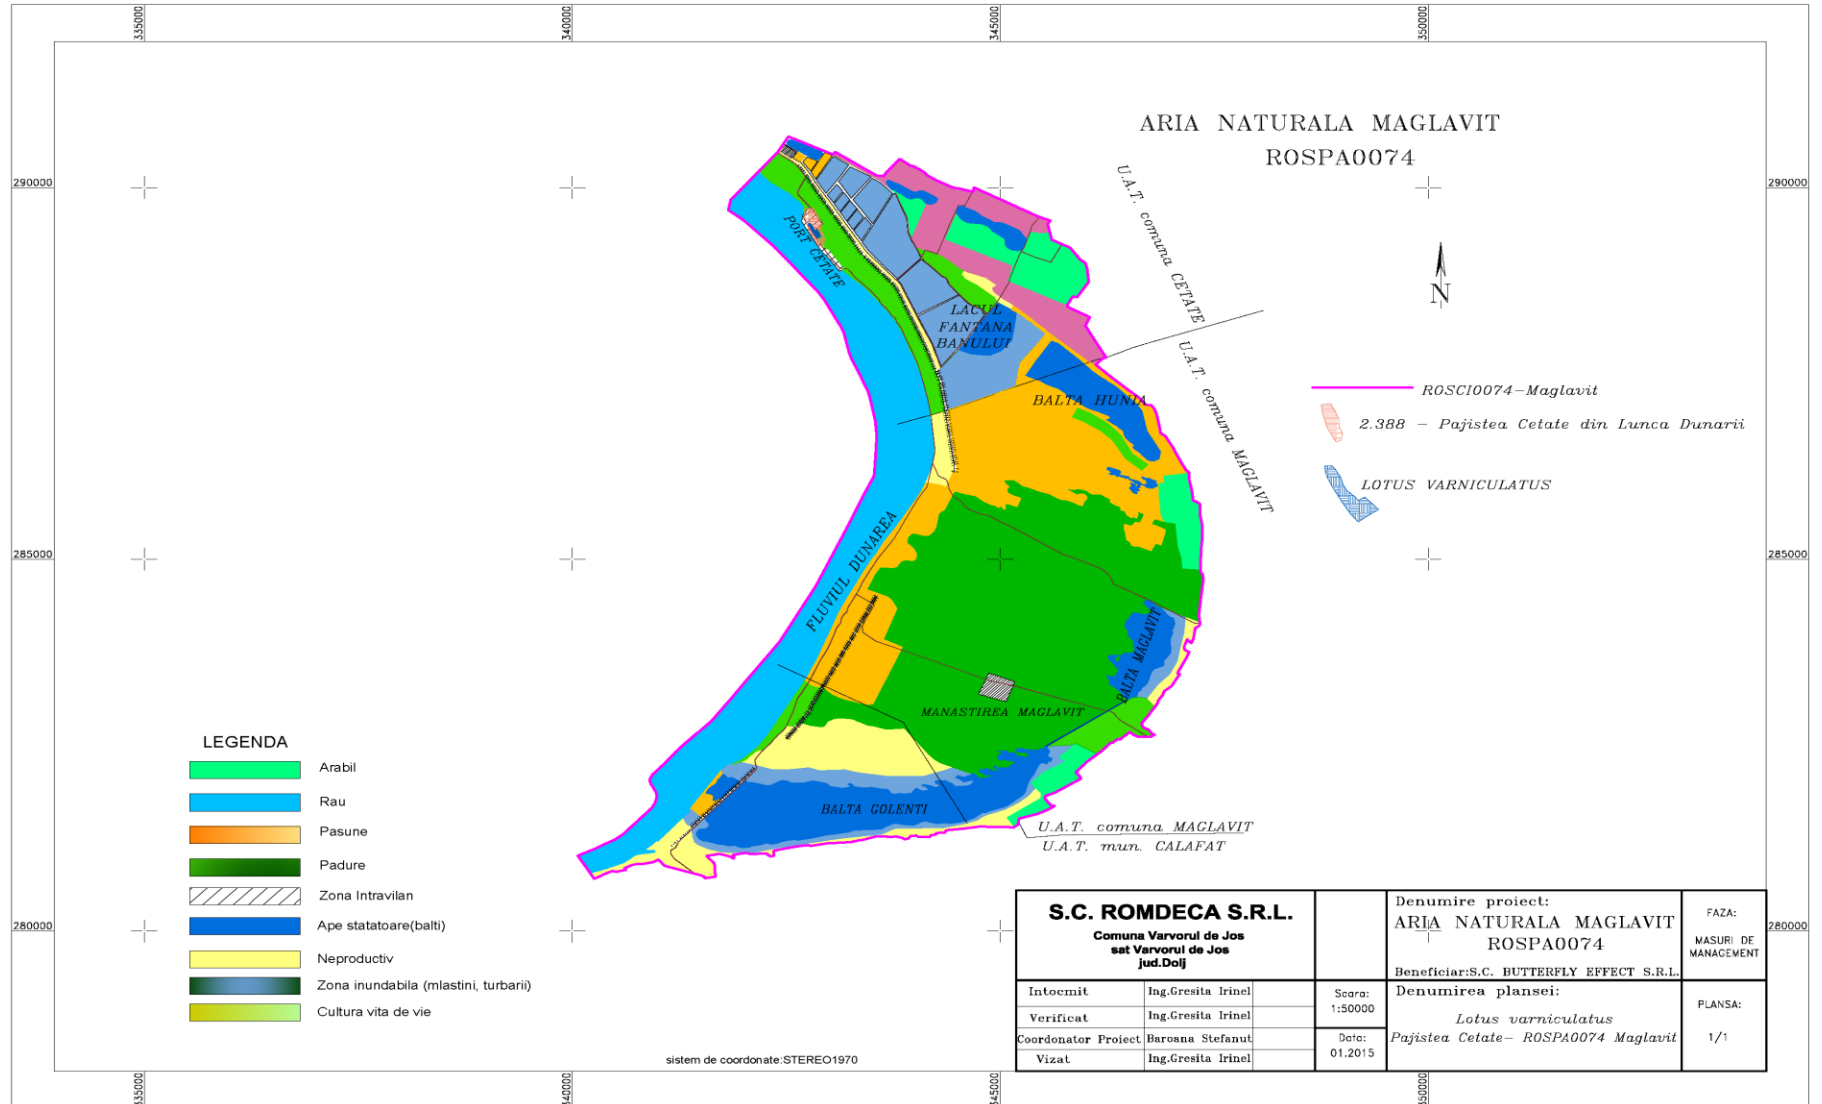 335000
340000
345000
350000
ARIA NATURALA MAGLAVIT
ROSPA0074
290000
290000
U.A.T. comuna CETATE
U.A.T. comuna MAGLAVIT
N
PORT CETATE
LACUL
FANTANA
BANULUI
BALTA HUNIA
ROSCI0074-Maglavit
2.388 - Pajistea Cetate din Lunca Dunarii
LOTUS VARNICULATUS
285000
285000
FLUVIUL DUNAREA
BALTA MAGLAVIT
MANASTIREA MAGLAVIT
BALTA GOLENTI
U.A.T. comuna MAGLAVIT
U.A.T. mun. CALAFAT
LEGENDA
Arabil
Rau
Pasune
Padure
Zona Intravilan
Ape statatoare(balti)
Neproductiv
Zona inundabila (mlastini, turbarii)
Cultura vita de vie
280000
280000
sistem de coordonate:STEREO1970
S.C. ROMDECA S.R.L.
Comuna Varvorul de Jos
sat Varvorul de Jos
jud.Dolj
Denumire proiect:
ARIA NATURALA MAGLAVIT
ROSPA0074
Beneficiar:S.C. BUTTERFLY EFFECT S.R.L.
FAZA:
MASURI DE
MANAGEMENT
Intocmit Ing.Gresita Irinel
Verificat Ing.Gresita Irinel
Coordonator Proiect Baroana Stefanut
Vizat Ing.Gresita Irinel
Scara:
1:50000
Data:
01.2015
Denumirea plansei:
Lotus varniculatus
Pajistea Cetate- ROSPA0074 Maglavit
PLANSA:
1/1
335000
340000
345000
350000